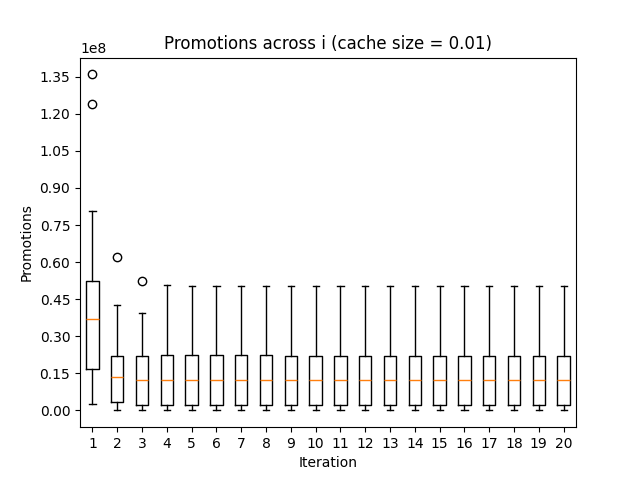 Promotions across i (cache size = 0.01)
1e8
1.35
1.20
1.05
0.90
0.75
0.60
0.45
0.30
0.15
0.00
Promotions
1 2 3 4 5 6 7 8 9 10 11 12 13 14 15 16 17 18 19 20
Iteration